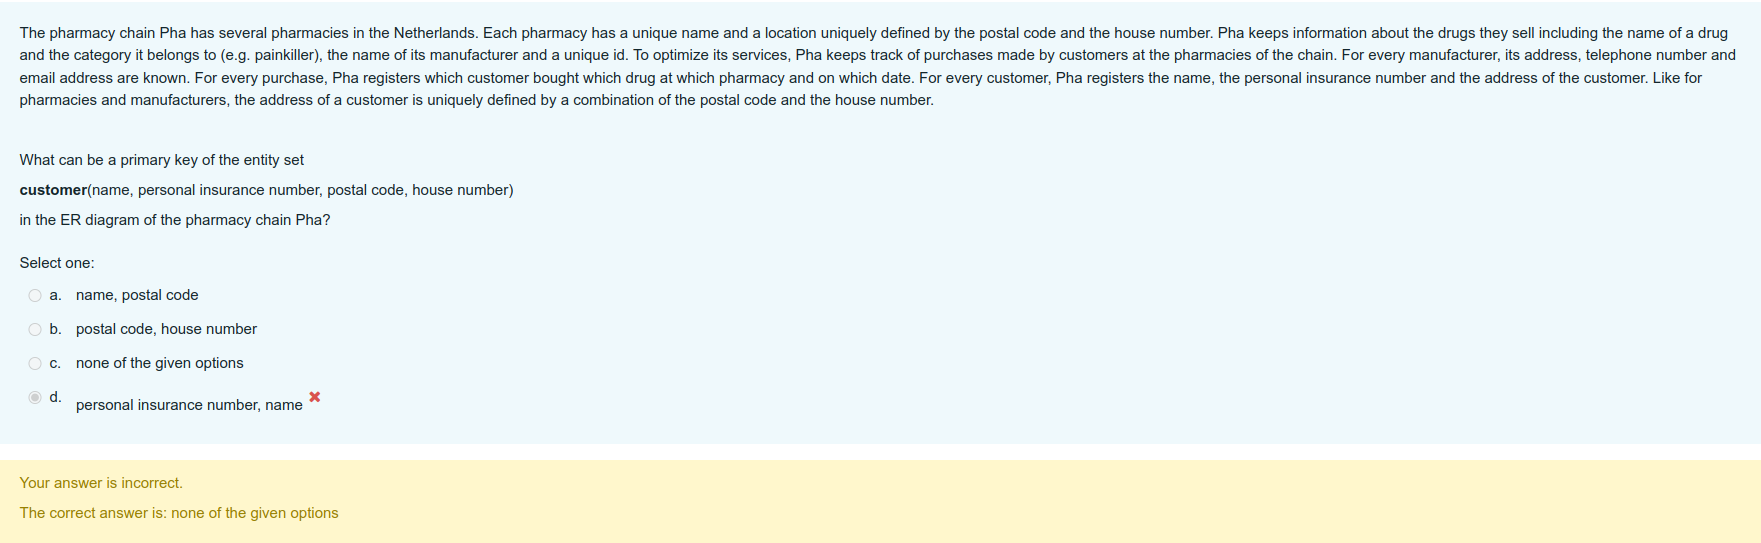 The pharmacy chain Pha has several pharmacies in the Netherlands. Each pharmacy has a unique name and a location uniquely defined by the postal code and the house number. Pha keeps information about the drugs they sell including the name of a drug
and the category it belongs to (e.g. painkiller), the name of its manufacturer and a unique id. To optimize its services, Pha keeps track of purchases made by customers at the pharmacies of the chain. For every manufacturer, its address, telephone number and
email address are known. For every purchase, Pha registers which customer bought which drug at which pharmacy and on which date. For every customer, Pha registers the name, the personal insurance number and the address of the customer. Like for
pharmacies and manufacturers, the address of a customer is uniquely defined by a combination of the postal code and the house number.
What can be a primary key of the entity set
customer(name, personal insurance number, postal code, house number)
in the ER diagram of the pharmacy chain Pha?
Select one:
a. name, postal code
b. postal code, house number
c. none of the given options
d. personal insurance number, name
Your answer is incorrect.
The correct answer is: none of the given options